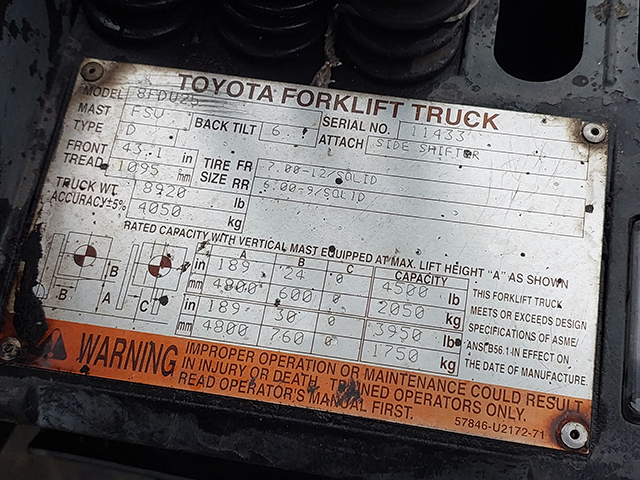 TOYOTA FORKLIFT TRUCK
MODEL 8FDU25
MAST FSV BACK TILT 6. SERIAL NO. 11433
TYPE D ATTACH SIDE SHIFTER
FRONT TREAD 43.1 in 1095 mm
TIRE SIZE FR 7.00-12/SOLID
RR 6.00-9/SOLID
TRUCK WT. ACCURACY±5% 8920 lb
4050 kg
RATED CAPACITY WITH VERTICAL MAST EQUIPPED AT MAX. LIFT HEIGHT "A" AS SHOWN
A B C CAPACITY
in 189 24 0 4500 lb
mm 4800 600 0 2050 kg
in 189 30 0 3950 lb
mm 4800 760 0 1750 kg
B A C B
THIS FORKLIFT TRUCK
MEETS OR EXCEEDS DESIGN
SPECIFICATIONS OF ASME/
ANSI B56.1 IN EFFECT ON
THE DATE OF MANUFACTURE.
WARNING
IMPROPER OPERATION OR MAINTENANCE COULD RESULT
IN INJURY OR DEATH. TRAINED OPERATORS ONLY.
READ OPERATOR'S MANUAL FIRST.
57846-U2172-71